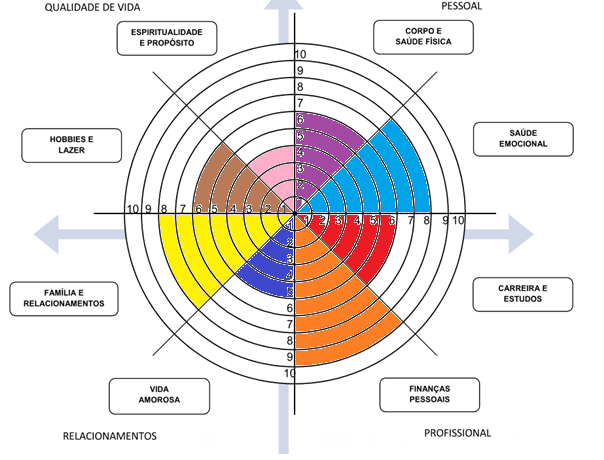 QUALIDADE DE VIDA
PESSOAL
ESPIRITUALIDADE
E PROPÓSITO
CORPO E
SAÚDE FÍSICA
HOBBIES E
LAZER
SAÚDE
EMOCIONAL
10
9
8
7
6
5
4
3
2
1
10 9 8 7 6 5 4 3 2 1
1 2 3 4 5 6 7 8 9 10
1
2
3
4
5
6
7
8
9
10
FAMÍLIA E
RELACIONAMENTOS
CARREIRA E
ESTUDOS
VIDA
AMOROSA
FINANÇAS
PESSOAIS
RELACIONAMENTOS
PROFISSIONAL